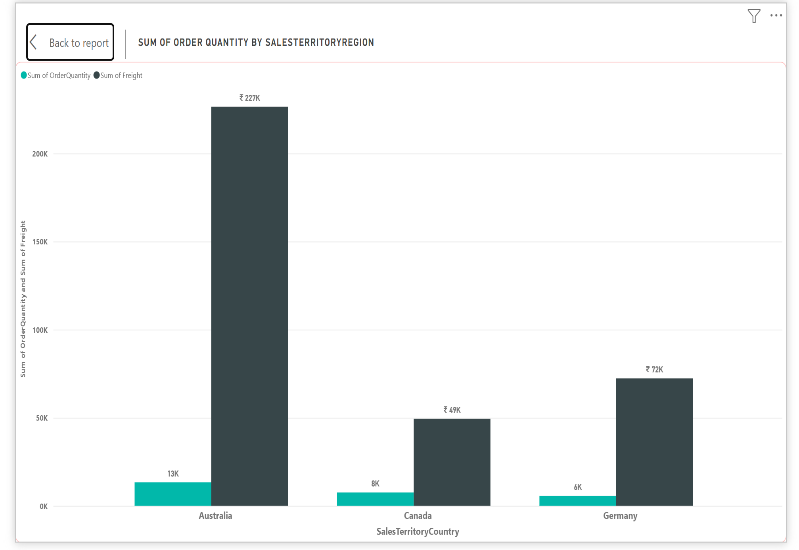 Back to report
SUM OF ORDER QUANTITY BY SALESTERRITORYREGION
Sum of OrderQuantity Sum of Freight
₹ 227K
200K
150K
100K
50K
0K
Sum of OrderQuantity and Sum of Freight
₹ 72K
₹ 49K
13K
8K
6K
Australia Canada Germany
SalesTerritoryCountry